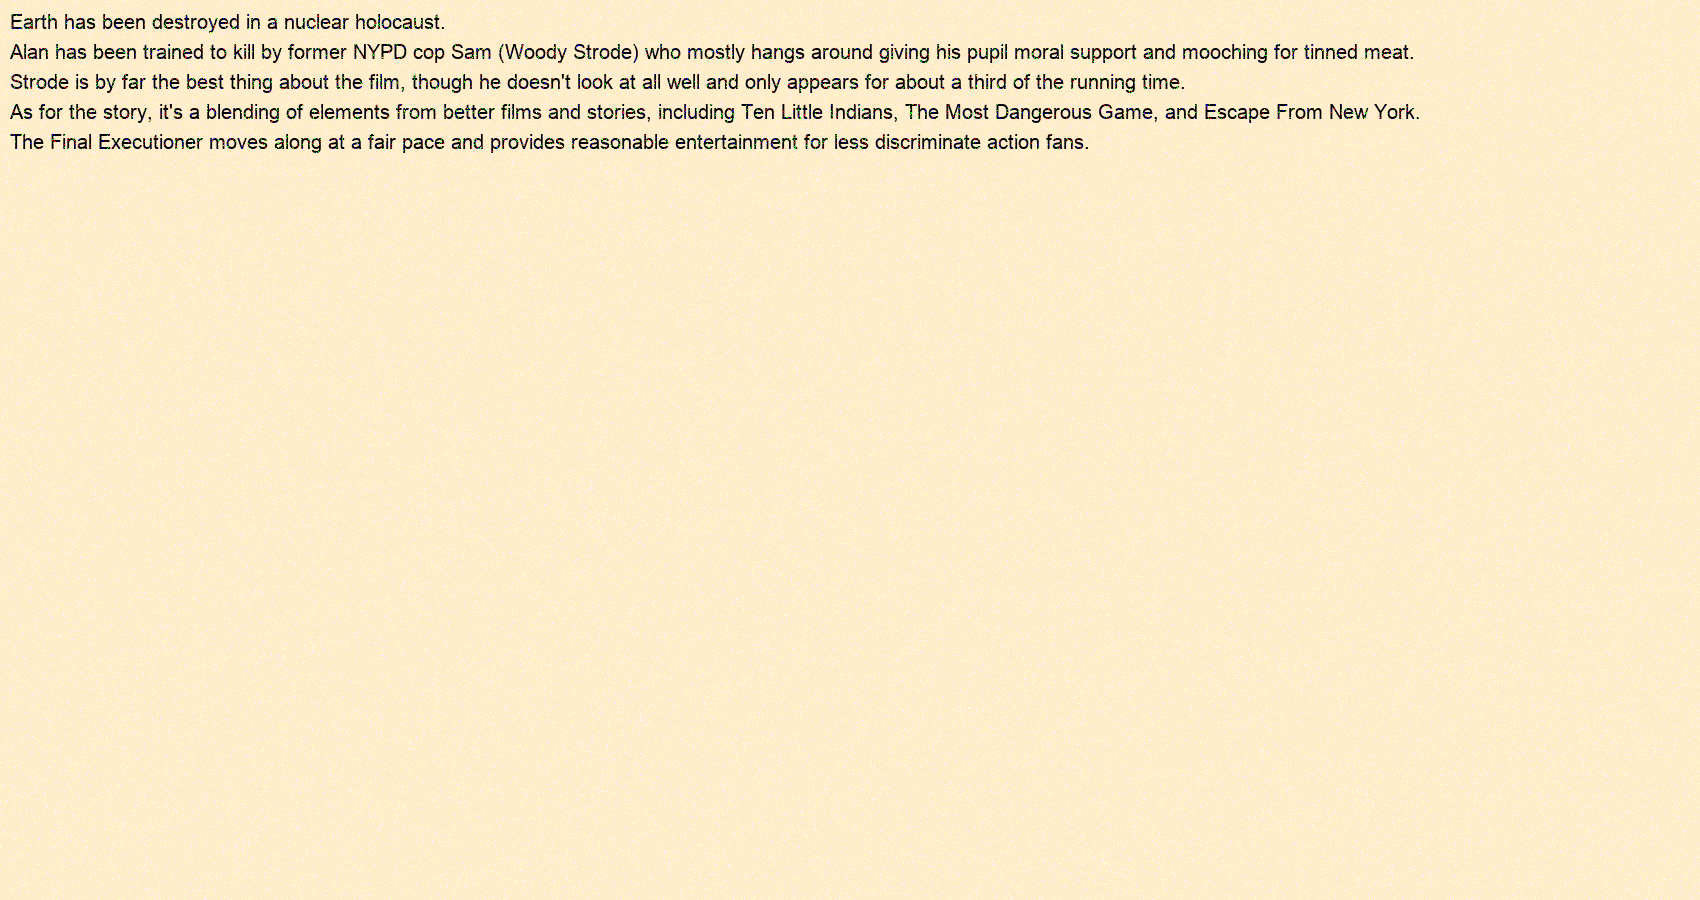 Earth has been destroyed in a nuclear holocaust.
Alan has been trained to kill by former NYPD cop Sam (Woody Strode) who mostly hangs around giving his pupil moral support and mooching for tinned meat.
Strode is by far the best thing about the film, though he doesn't look at all well and only appears for about a third of the running time.
As for the story, it's a blending of elements from better films and stories, including Ten Little Indians, The Most Dangerous Game, and Escape From New York.
The Final Executioner moves along at a fair pace and provides reasonable entertainment for less discriminate action fans.